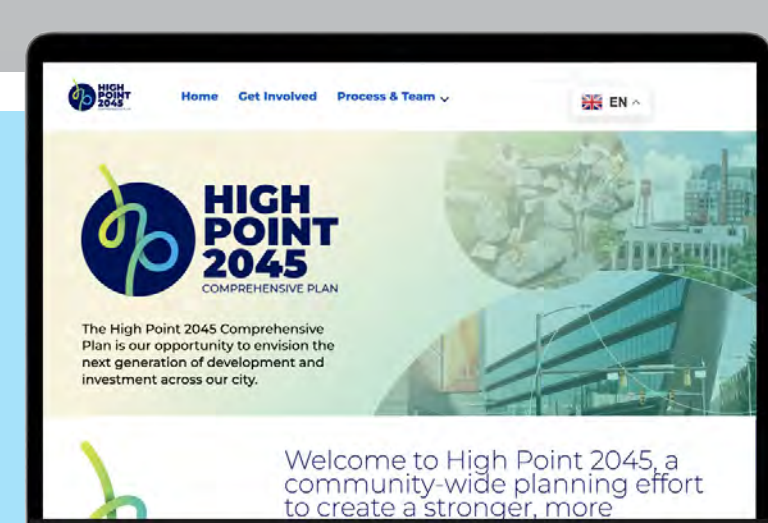 HIGH
POINT
2045
Home Get Involved Process & Team
EN
HIGH
POINT
2045
COMPREHENSIVE PLAN
The High Point 2045 Comprehensive
Plan is our opportunity to envision the
next generation of development and
investment across our city.
Welcome to High Point 2045, a
community-wide planning effort
to create a stronger, more